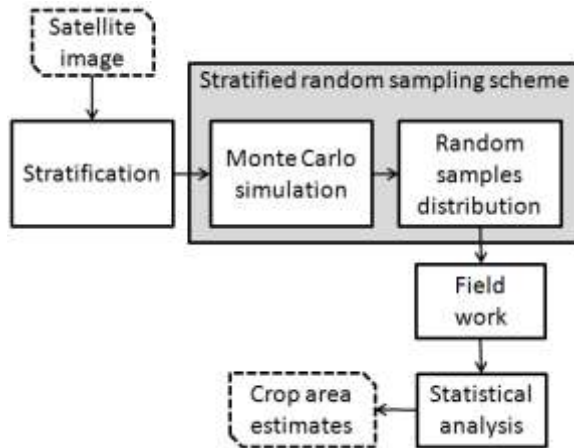 Satellite
image
Stratified random sampling scheme
Stratification
Monte Carlo
simulation
Random
samples
distribution
Field
work
Crop area
estimates
Statistical
analysis